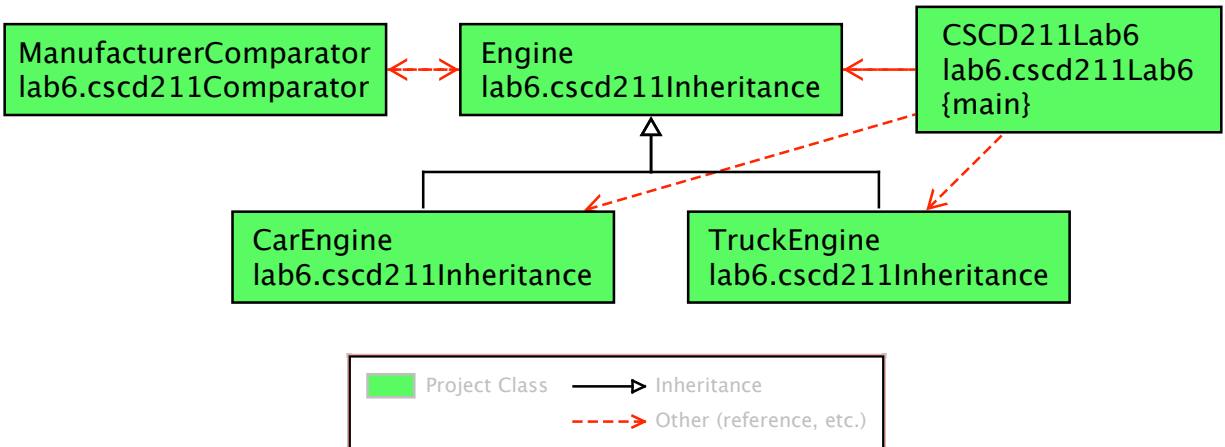 ManufacturerComparator
lab6.cscd211Comparator
Engine
lab6.cscd211Inheritance
CSCD211Lab6
lab6.cscd211Lab6
{main}
CarEngine
lab6.cscd211Inheritance
TruckEngine
lab6.cscd211Inheritance
Project Class
Inheritance
Other (reference, etc.)